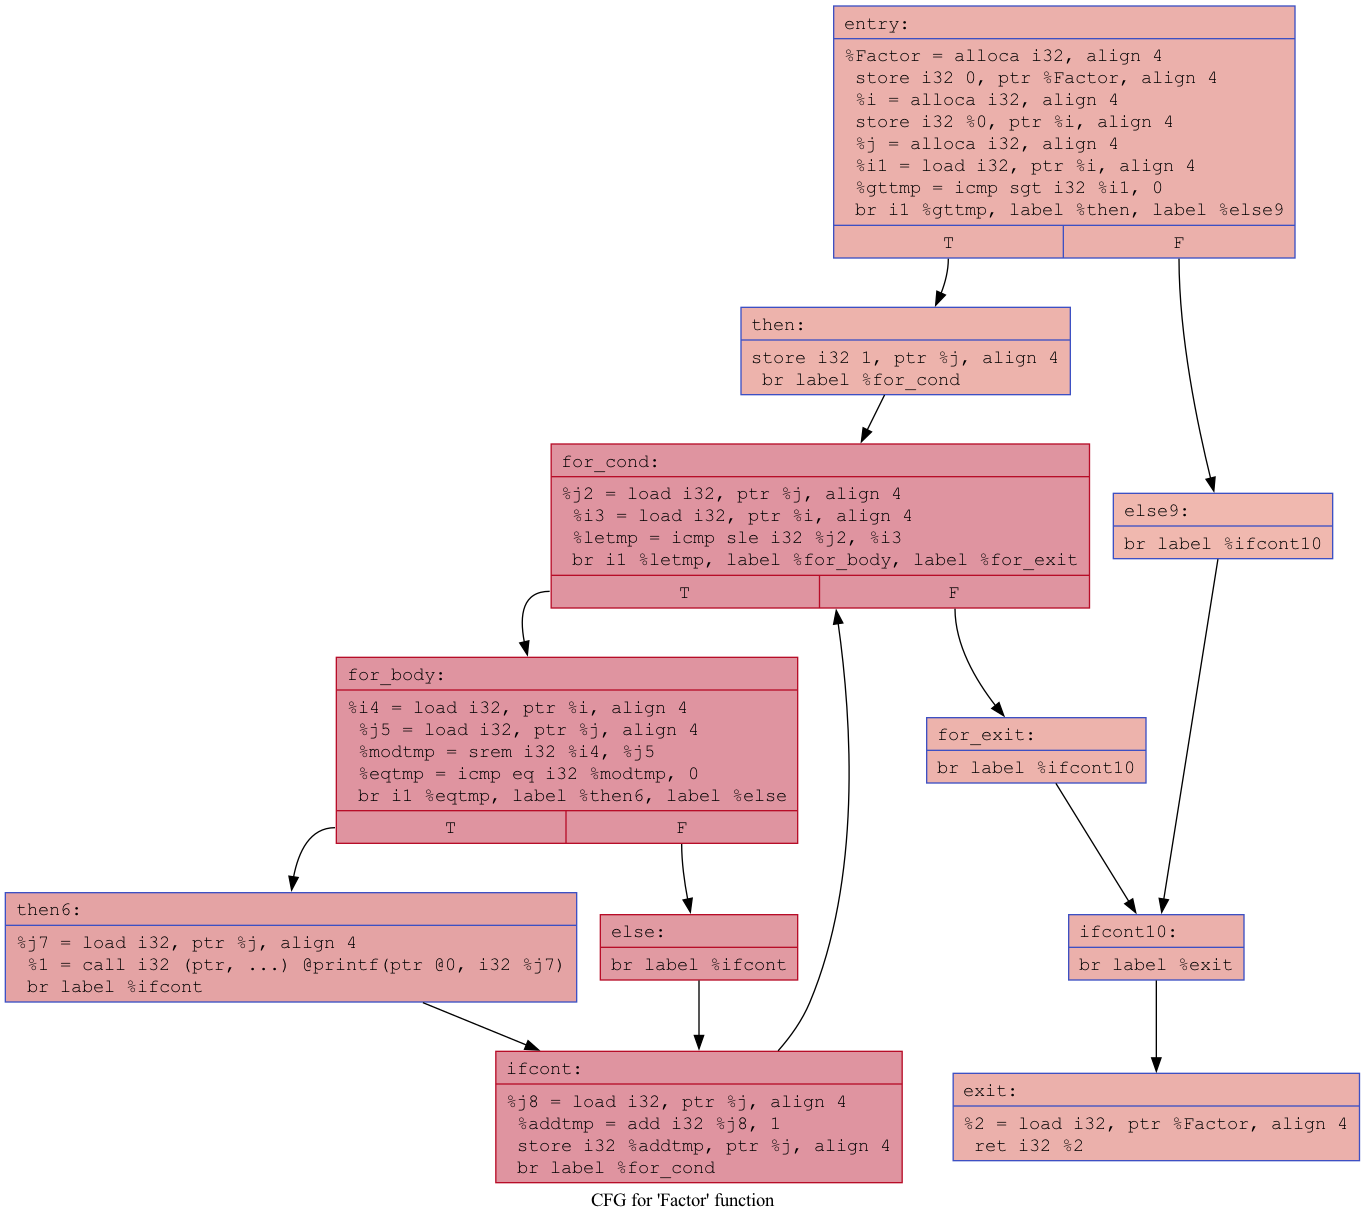 entry:
%Factor = alloca i32, align 4
store i32 0, ptr %Factor, align 4
%i = alloca i32, align 4
store i32 %0, ptr %i, align 4
%j = alloca i32, align 4
%i1 = load i32, ptr %i, align 4
%gttmp = icmp sgt i32 %i1, 0
br i1 %gttmp, label %then, label %else9
T
F
then:
store i32 1, ptr %j, align 4
br label %for_cond
for_cond:
%j2 = load i32, ptr %j, align 4
%i3 = load i32, ptr %i, align 4
%letmp = icmp sle i32 %j2, %i3
br i1 %letmp, label %for_body, label %for_exit
T
F
else9:
br label %ifcont10
for_body:
%i4 = load i32, ptr %i, align 4
%j5 = load i32, ptr %j, align 4
%modtmp = srem i32 %i4, %j5
%eqtmp = icmp eq i32 %modtmp, 0
br i1 %eqtmp, label %then6, label %else
T
F
for_exit:
br label %ifcont10
then6:
%j7 = load i32, ptr %j, align 4
%1 = call i32 (ptr, ...) @printf(ptr @0, i32 %j7)
br label %ifcont
else:
br label %ifcont
ifcont10:
br label %exit
ifcont:
%j8 = load i32, ptr %j, align 4
%addtmp = add i32 %j8, 1
store i32 %addtmp, ptr %j, align 4
br label %for_cond
exit:
%2 = load i32, ptr %Factor, align 4
ret i32 %2
CFG for 'Factor' function